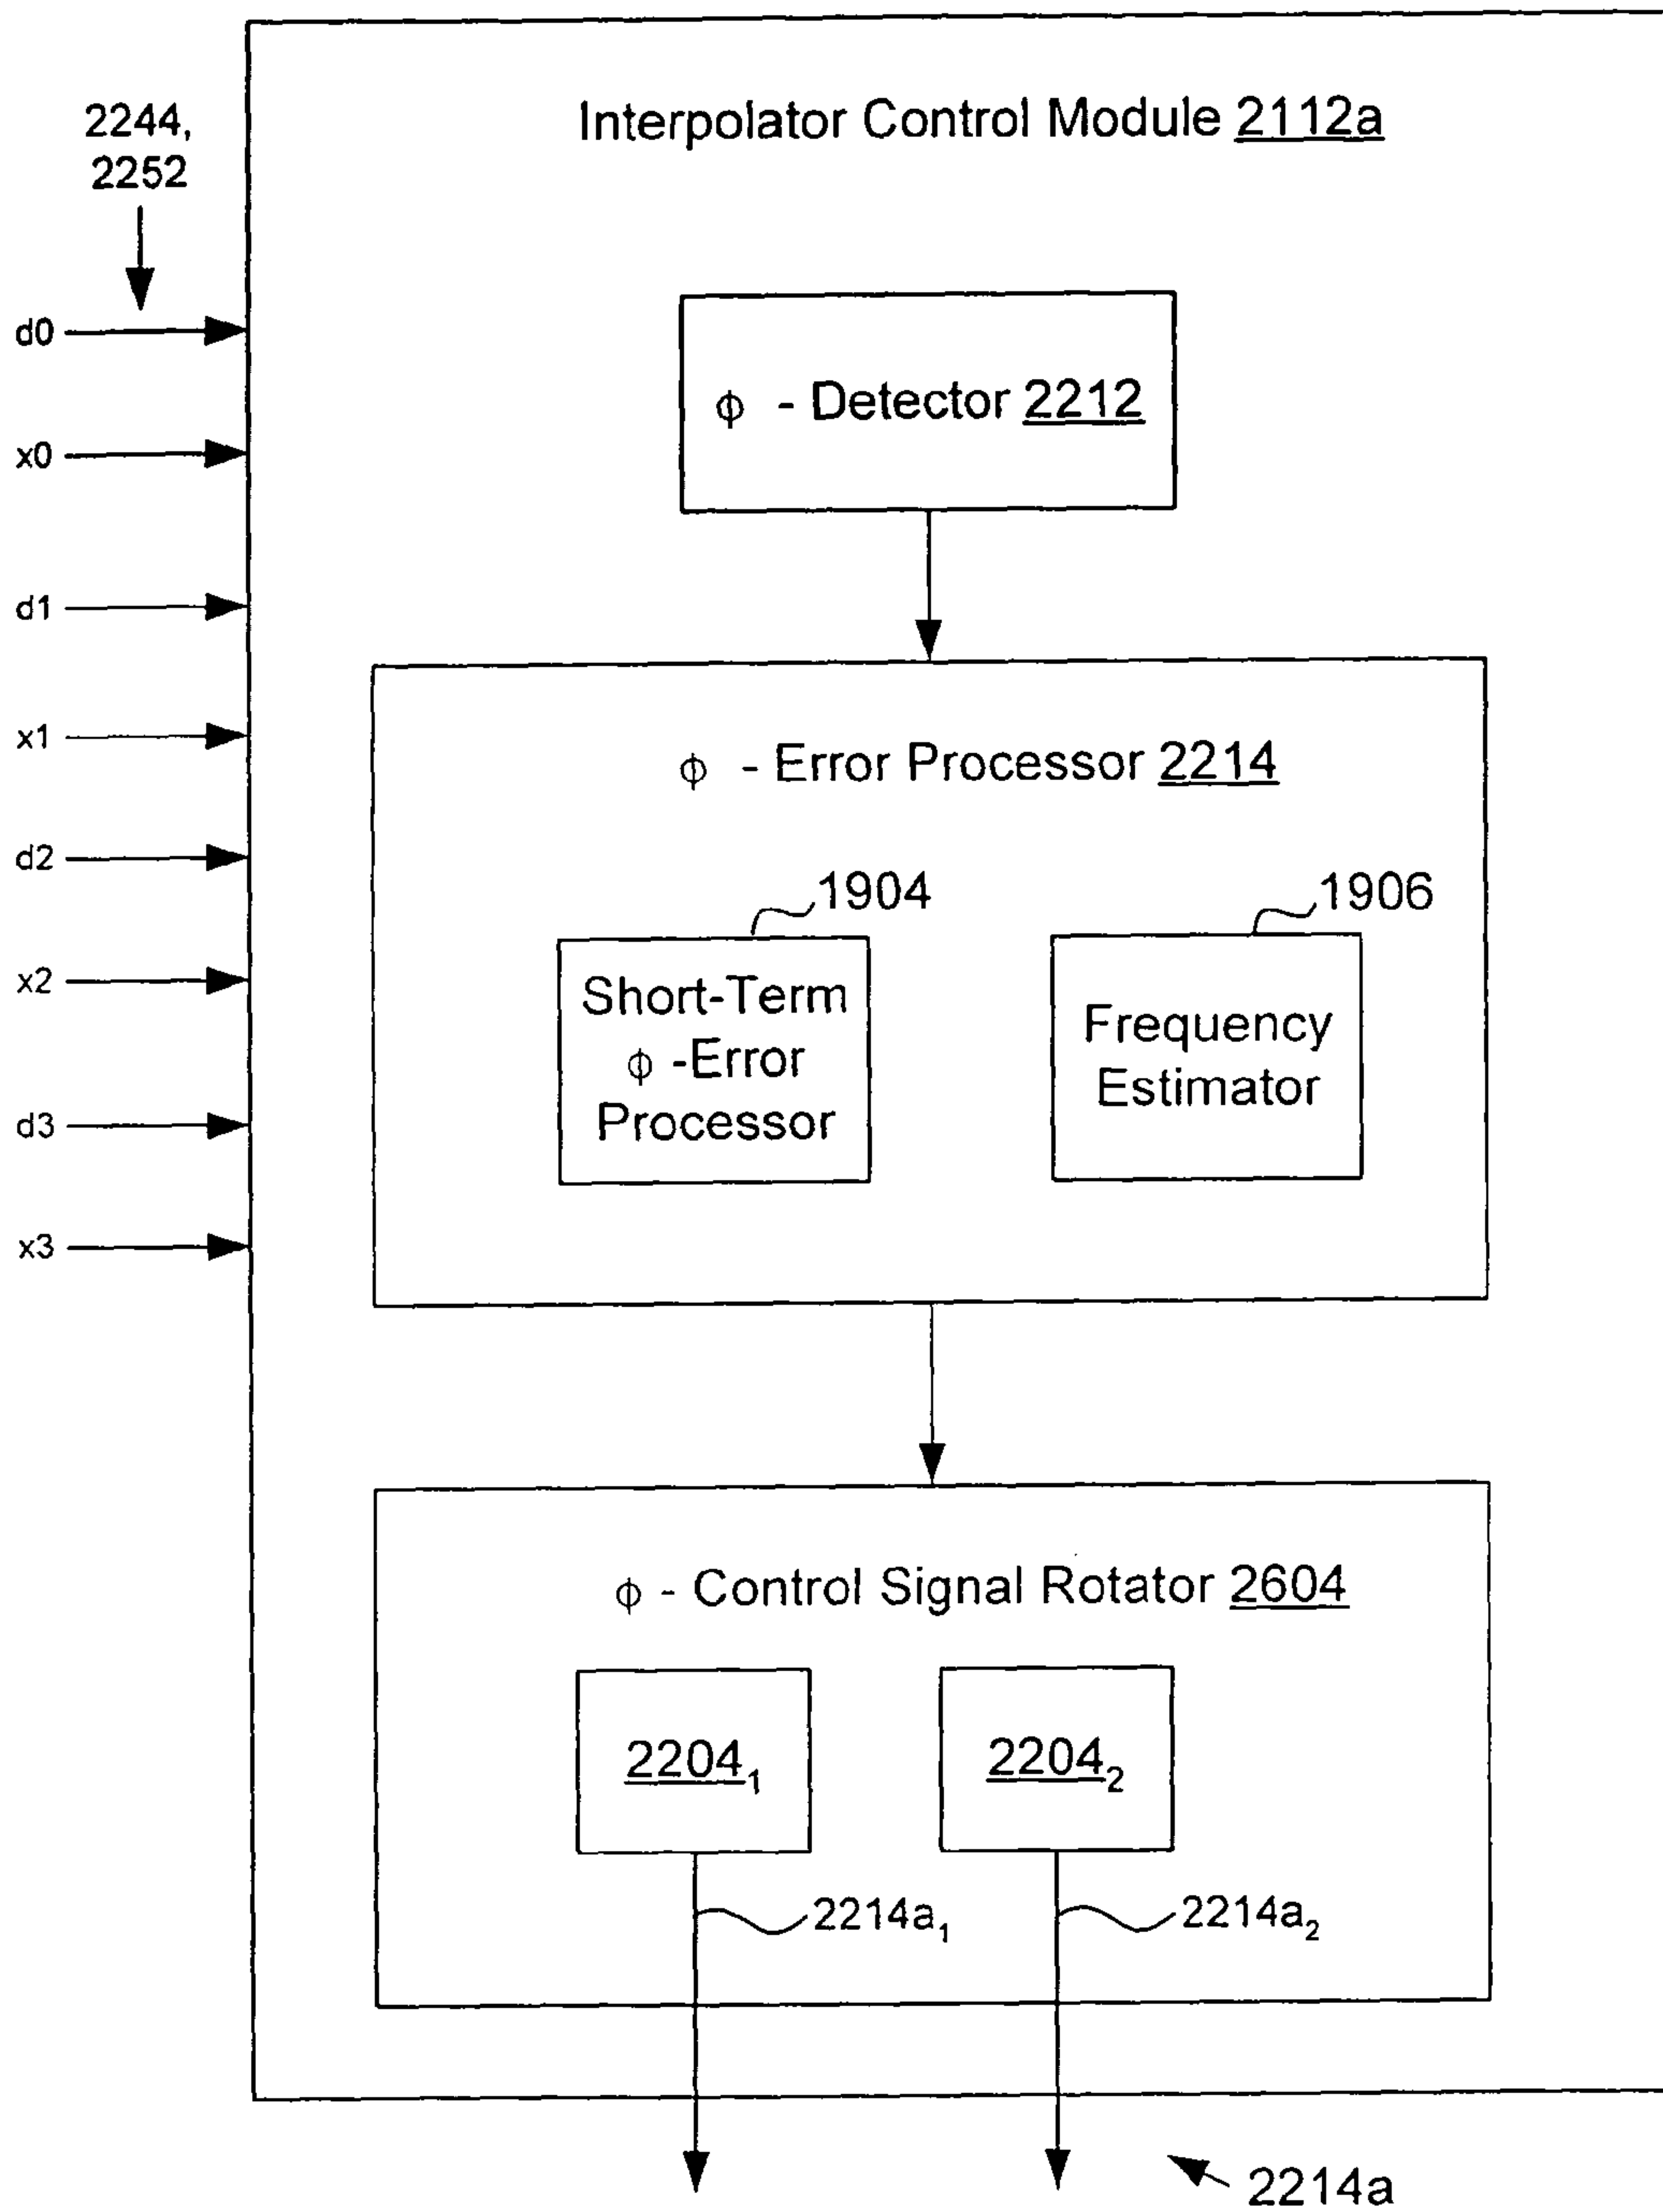 Interpolator Control Module 2112a
2244,
2252
d0
x0
d1
x1
d2
x2
d3
x3
ϕ - Detector 2212
ϕ - Error Processor 2214
1904
Short-Term
ϕ -Error
Processor
1906
Frequency
Estimator
ϕ - Control Signal Rotator 2604
2204₁
2204₂
2214a₁
2214a₂
2214a